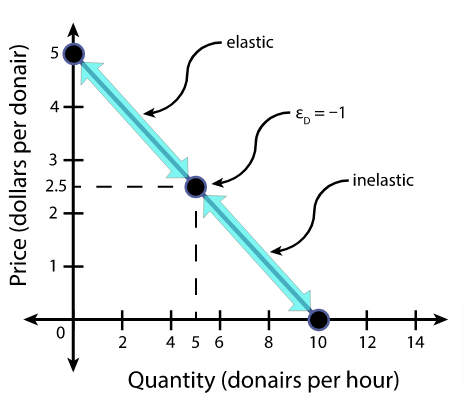 Price (dollars per donair)
5
4
3
2.5
2
1
0
elastic
εD = −1
inelastic
2 4 5 6 8 10 12 14
Quantity (donairs per hour)